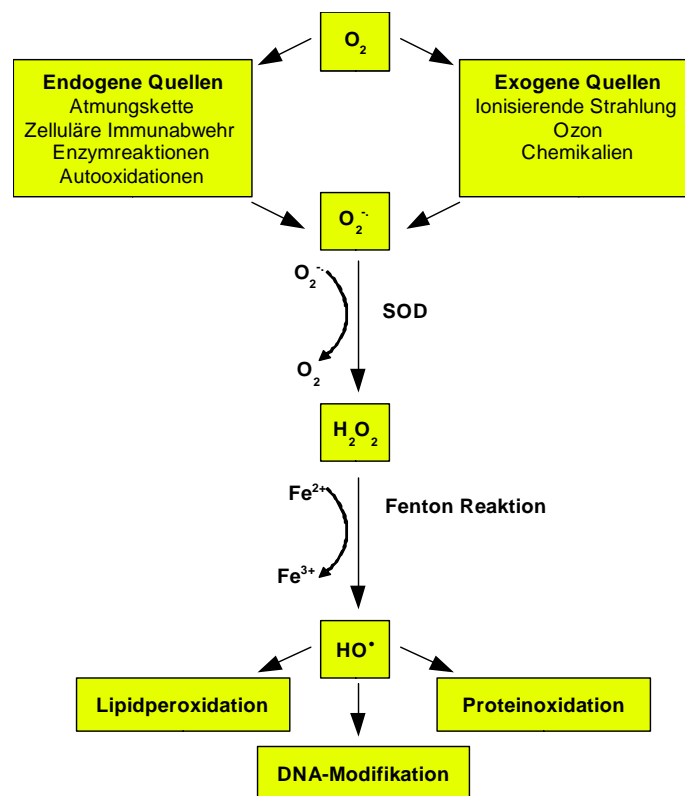 O₂
Endogene Quellen
Atmungskette
Zelluläre Immunabwehr
Enzymreaktionen
Autooxidationen
Exogene Quellen
Ionisierende Strahlung
Ozon
Chemikalien
O₂⁻·
O₂⁻·
SOD
O₂
H₂O₂
Fe²⁺
Fenton Reaktion
Fe³⁺
HO•
Lipidperoxidation
Proteinoxidation
DNA-Modifikation